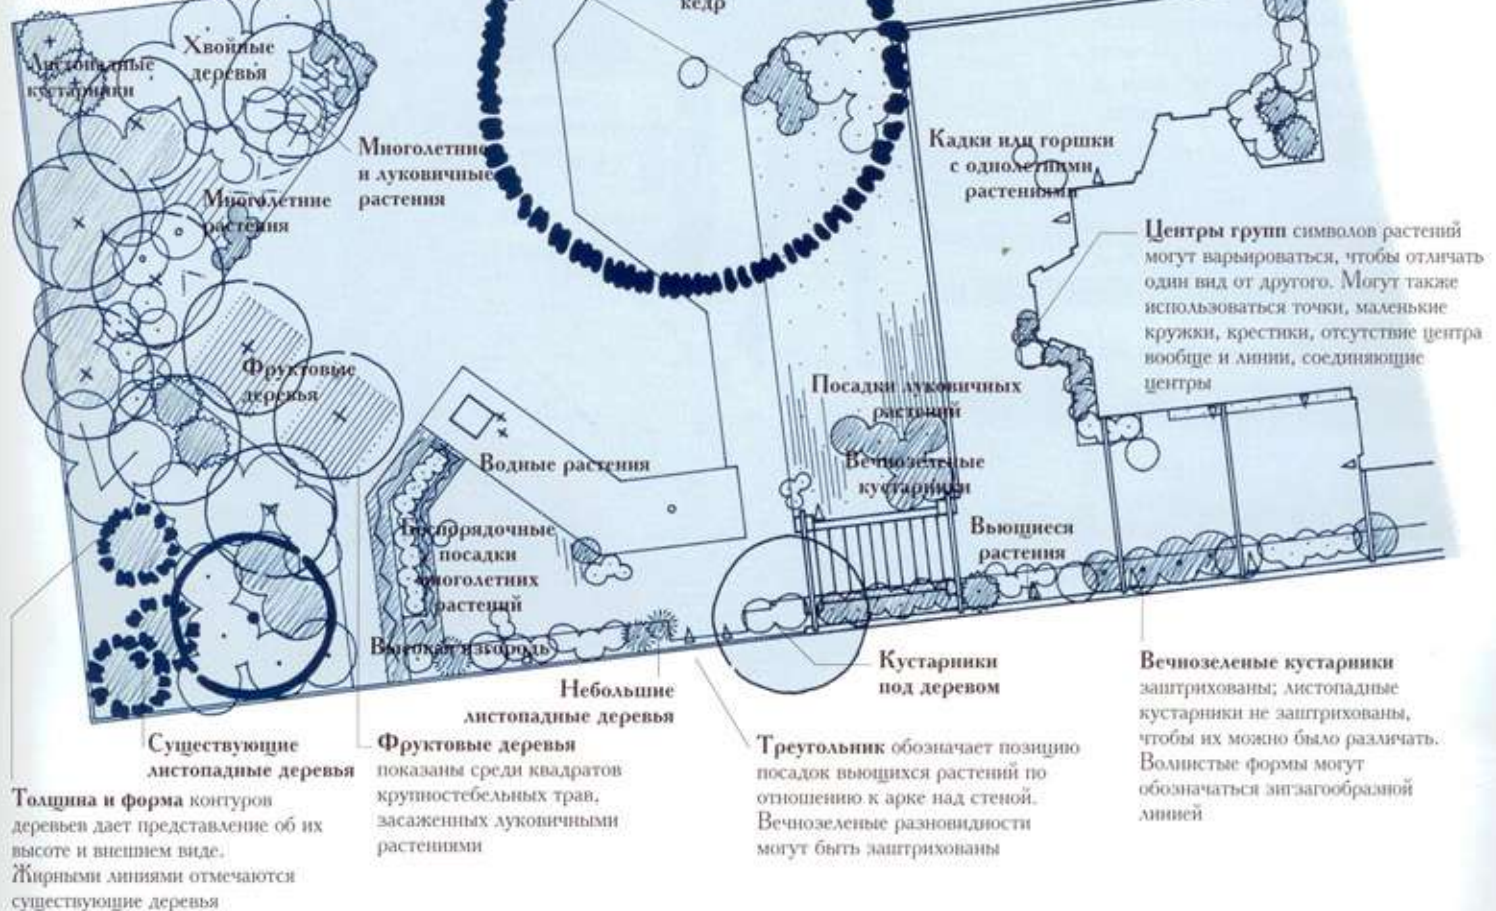 кедр
Хвойные
деревья
Листопадные
кустарники
Многолетние
и луковичные
растения
Многолетние
растения
Кадки или горшки
с однолетними
растениями
Центры групп символов растений
могут варьироваться, чтобы отличать
один вид от другого. Могут также
использоваться точки, маленькие
кружки, крестики, отсутствие центра
вообще и линии, соединяющие
центры
Фруктовые
деревья
Посадки луковичных
растений
Водные растения
Вечнозеленые
кустарники
Беспорядочные
посадки
многолетних
растений
Вьющиеся
растения
Высокая изгородь
Небольшие
листопадные деревья
Кустарники
под деревом
Вечнозеленые кустарники
заштрихованы; листопадные
кустарники не заштрихованы,
чтобы их можно было различать.
Волнистые формы могут
обозначаться зигзагообразной
линией
Существующие
листопадные деревья
Фруктовые деревья
показаны среди квадратов
крупностебельных трав,
засаженных луковичными
растениями
Треугольник обозначает позицию
посадок вьющихся растений по
отношению к арке над стеной.
Вечнозеленые разновидности
могут быть заштрихованы
Толщина и форма контуров
деревьев дает представление об их
высоте и внешнем виде.
Жирными линиями отмечаются
существующие деревья